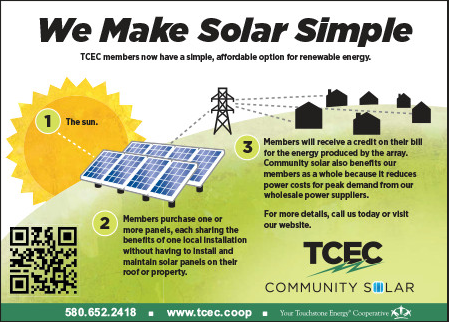 We Make Solar Simple
TCEC members now have a simple, affordable option for renewable energy.
1
The sun.
2
Members purchase one or
more panels, each sharing the
benefits of one local installation
without having to install and
maintain solar panels on their
roof or property.
3
Members will receive a credit on their bill
for the energy produced by the array.
Community solar also benefits our
members as a whole because it reduces
power costs for peak demand from our
wholesale power suppliers.
For more details, call us today or visit
our website.
TCEC
COMMUNITY SOLAR
580.652.2418 ▪ www.tcec.coop ▪ Your Touchstone Energy® Cooperative